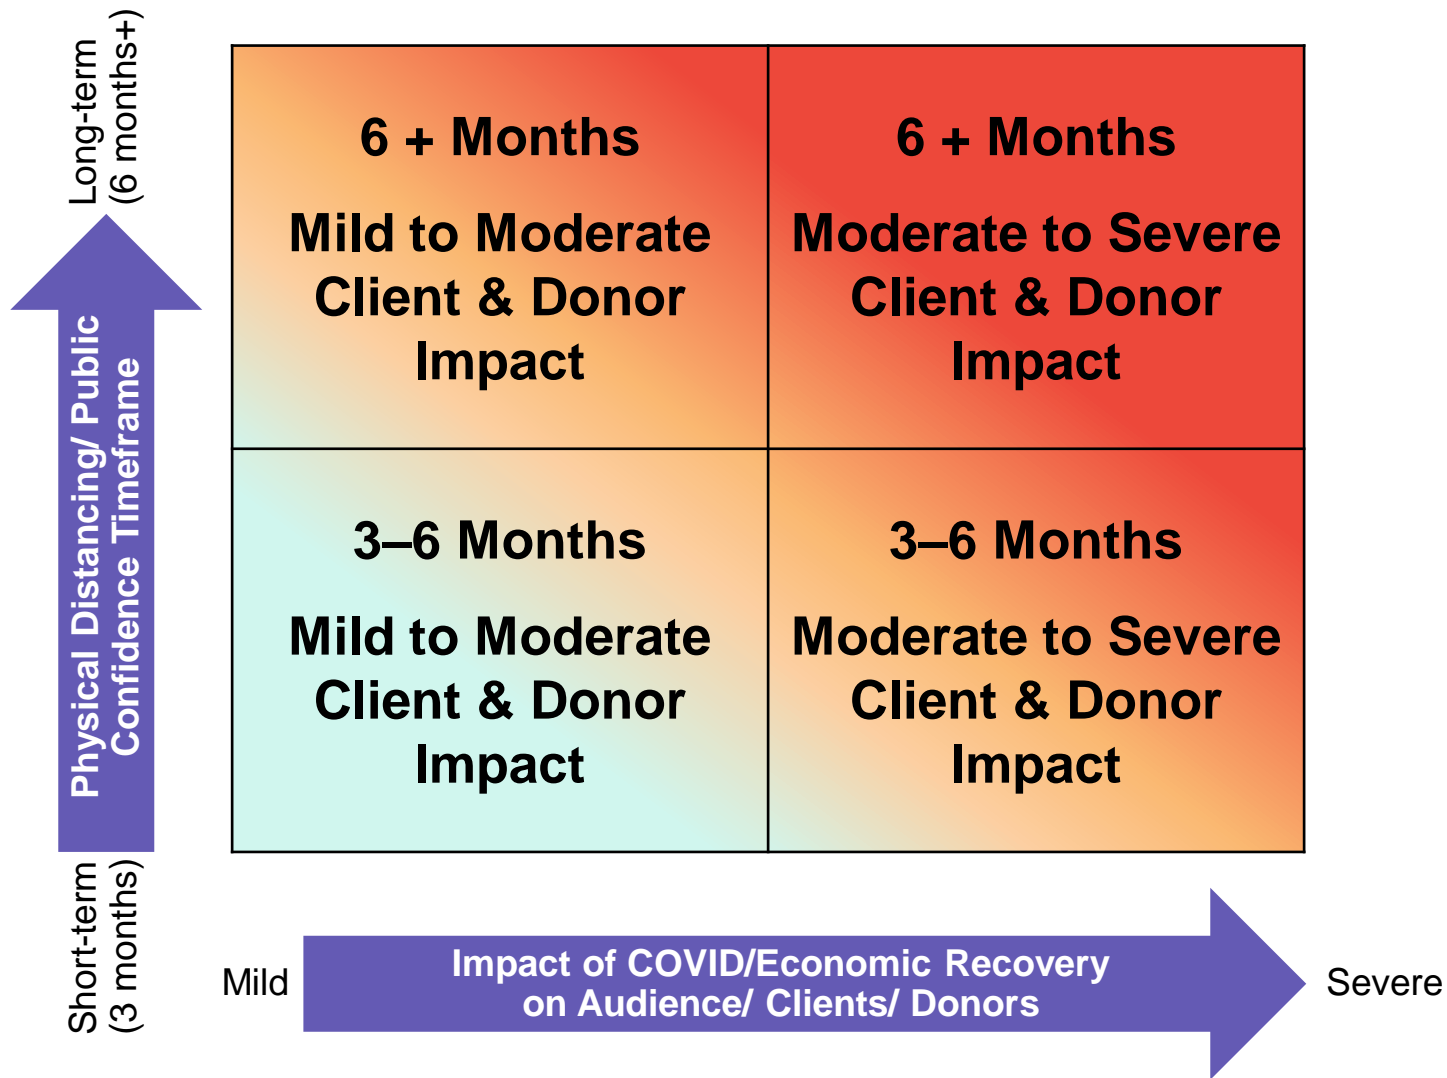 Long-term
(6 months+)
Physical Distancing/ Public
Confidence Timeframe
Short-term
(3 months)
6 + Months
Mild to Moderate
Client & Donor
Impact
6 + Months
Moderate to Severe
Client & Donor
Impact
3–6 Months
Mild to Moderate
Client & Donor
Impact
3–6 Months
Moderate to Severe
Client & Donor
Impact
Mild
Impact of COVID/Economic Recovery
on Audience/ Clients/ Donors
Severe